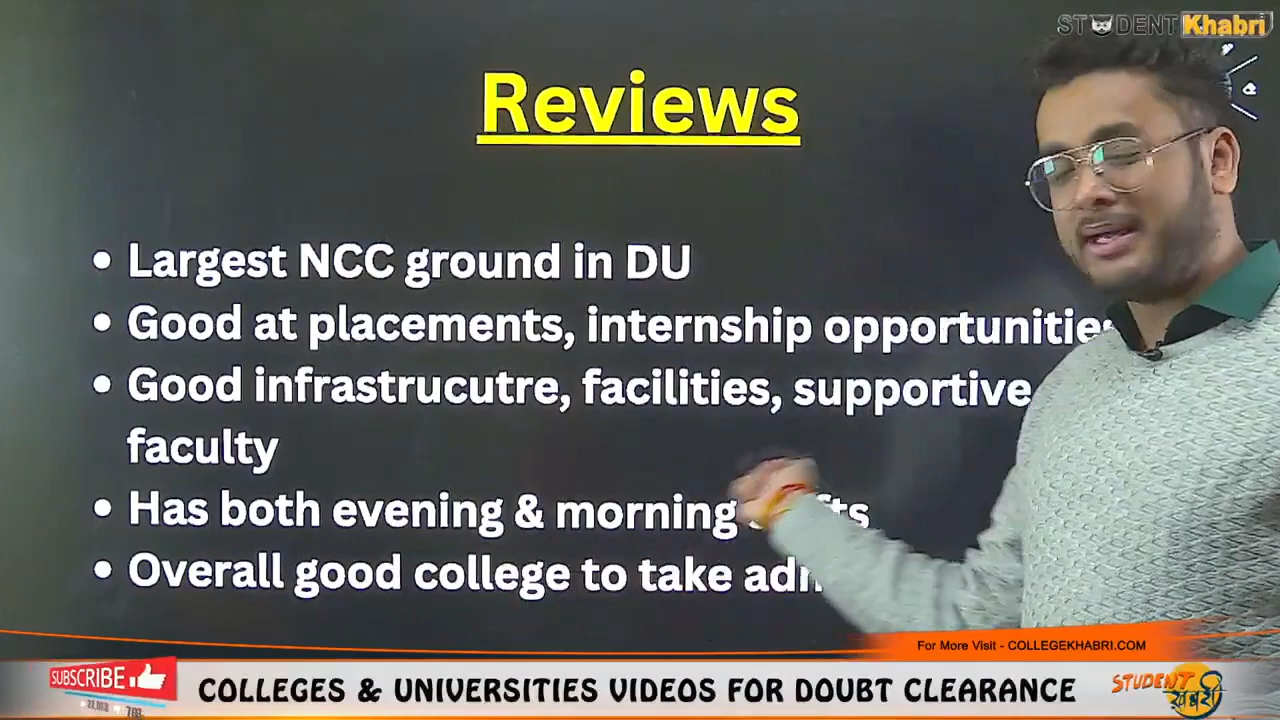 STUDENT Khabri
Reviews
• Largest NCC ground in DU
• Good at placements, internship opportunities
• Good infrastrucutre, facilities, supportive
faculty
• Has both evening & morning
• Overall good college to take
For More Visit - COLLEGEKHABRI.COM
SUBSCRIBE
COLLEGES & UNIVERSITIES VIDEOS FOR DOUBT CLEARANCE
STUDENT
खबरी